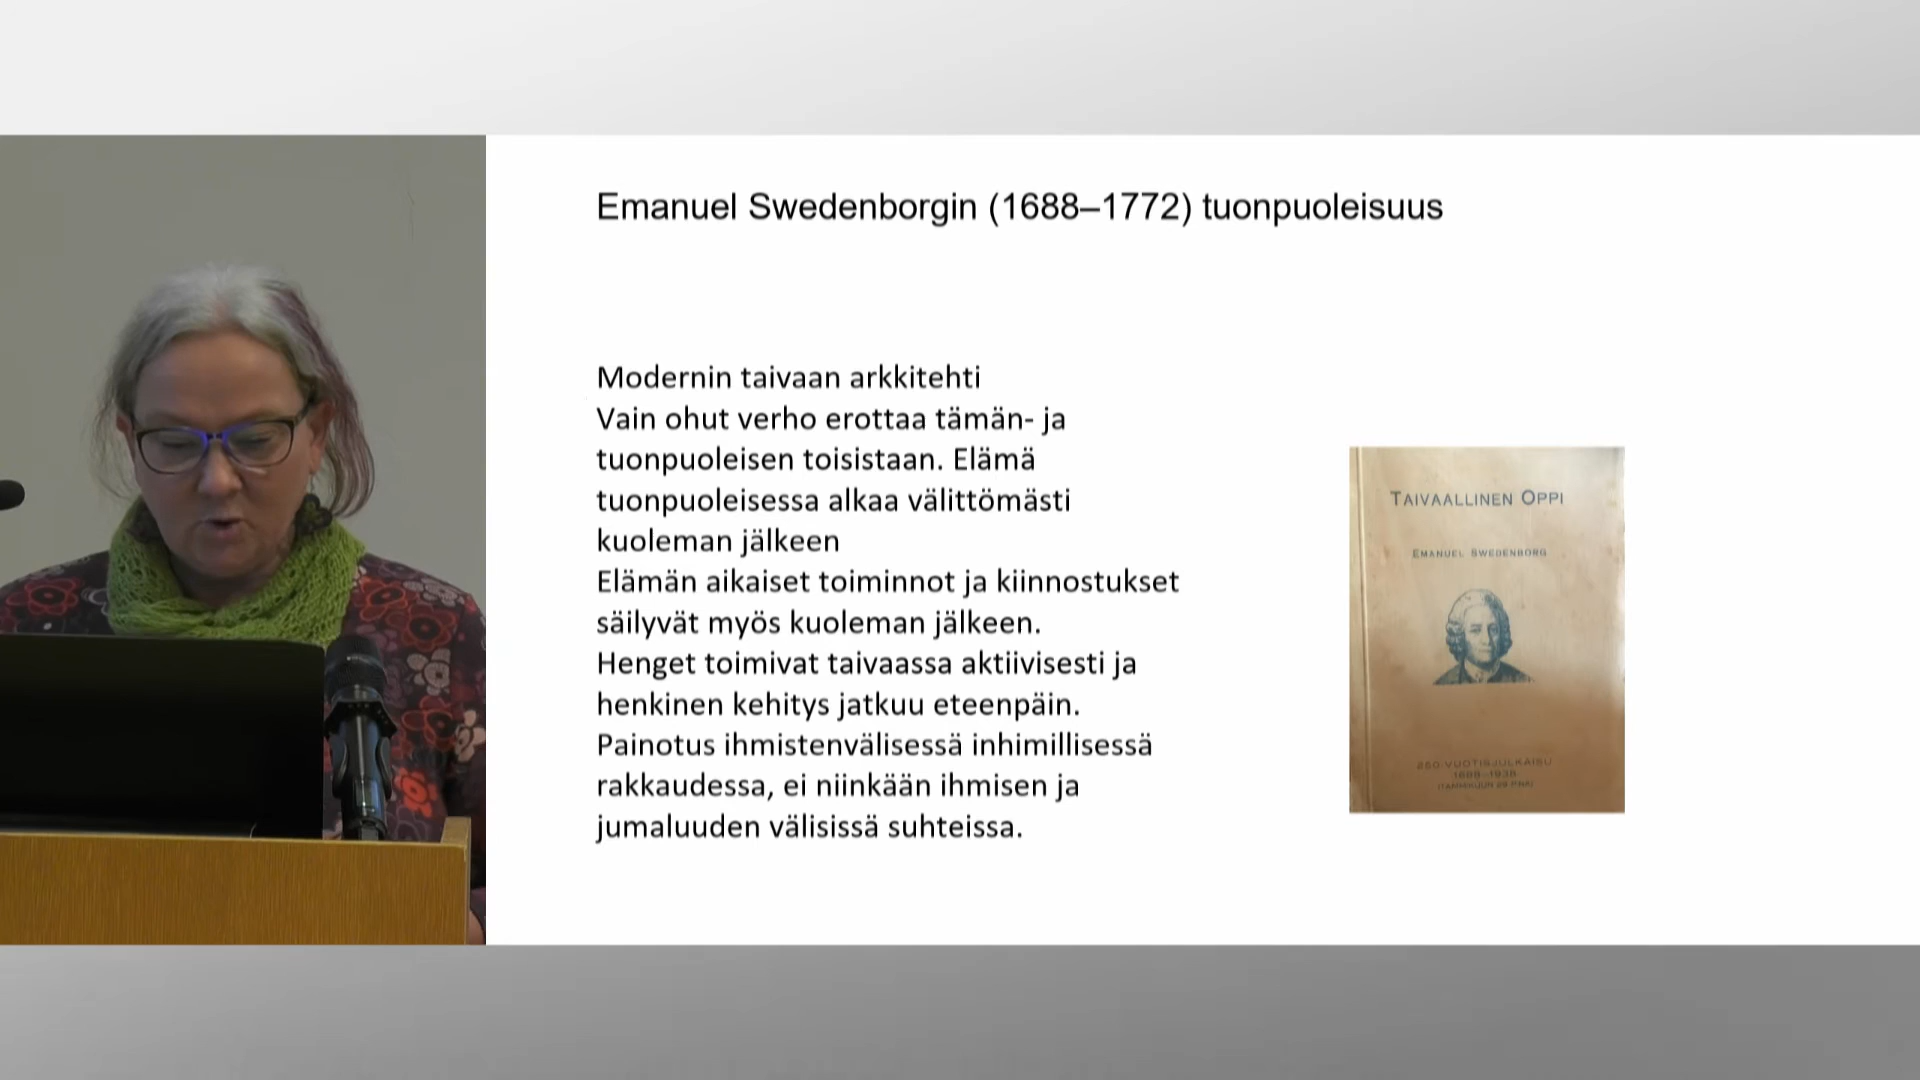 Emanuel Swedenborgin (1688–1772) tuonpuoleisuus
Modernin taivaan arkkitehti
Vain ohut verho erottaa tämän- ja
tuonpuoleisen toisistaan. Elämä
tuonpuoleisessa alkaa välittömästi
kuoleman jälkeen
Elämän aikaiset toiminnot ja kiinnostukset
säilyvät myös kuoleman jälkeen.
Henget toimivat taivaassa aktiivisesti ja
henkinen kehitys jatkuu eteenpäin.
Painotus ihmistenvälisessä inhimillisessä
rakkaudessa, ei niinkään ihmisen ja
jumaluuden välisissä suhteissa.
TAIVAALLINEN OPPI
EMANUEL SWEDENBORG
250-VUOTISJULKAISU
1688-1938
(TAMMIKUUN 29 P:NÄ)